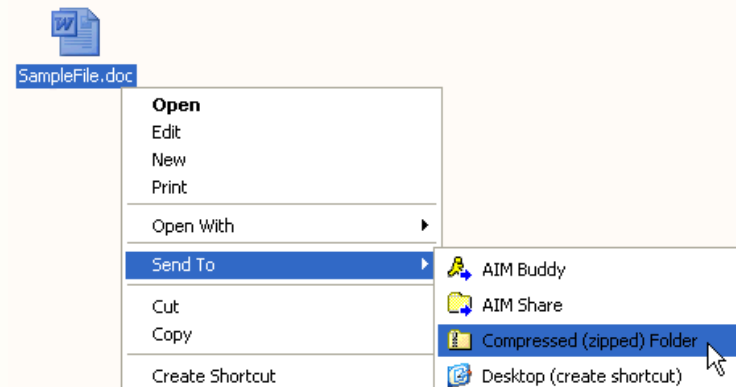 SampleFile.doc
Open
Edit
New
Print
Open With
Send To
Cut
Copy
Create Shortcut
AIM Buddy
AIM Share
Compressed (zipped) Folder
Desktop (create shortcut)